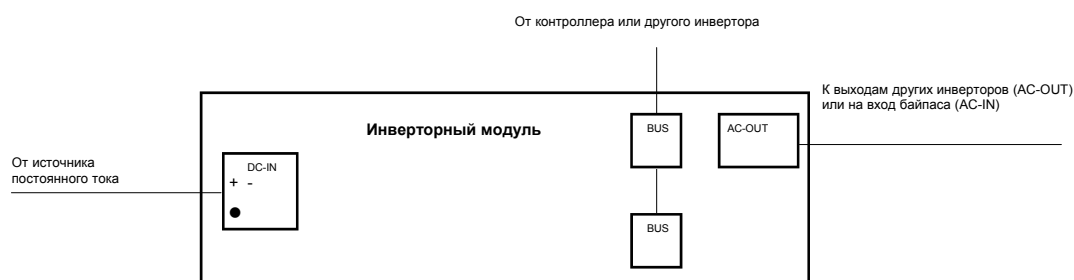 От контроллера или другого инвертора
К выходам других инверторов (AC-OUT)
или на вход байпаса (AC-IN)
Инверторный модуль
BUS
AC-OUT
От источника
постоянного тока
DC-IN
+ -
BUS